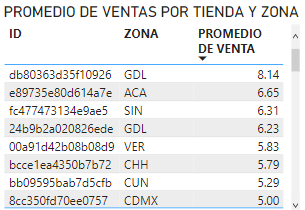 PROMEDIO DE VENTAS POR TIENDA Y ZONA
ID ZONA PROMEDIO DE VENTA
db80363d35f10926 GDL 8.14
e89735e80d614a7e ACA 6.65
fc477473134e9ae5 SIN 6.31
24b9b2a020826ede GDL 6.23
00a91d42b08b08d9 VER 5.83
bcce1ea4350b7b72 CHH 5.79
bb09595bab7d5cfb CUN 5.29
8cc350fd70ee0757 CDMX 5.00